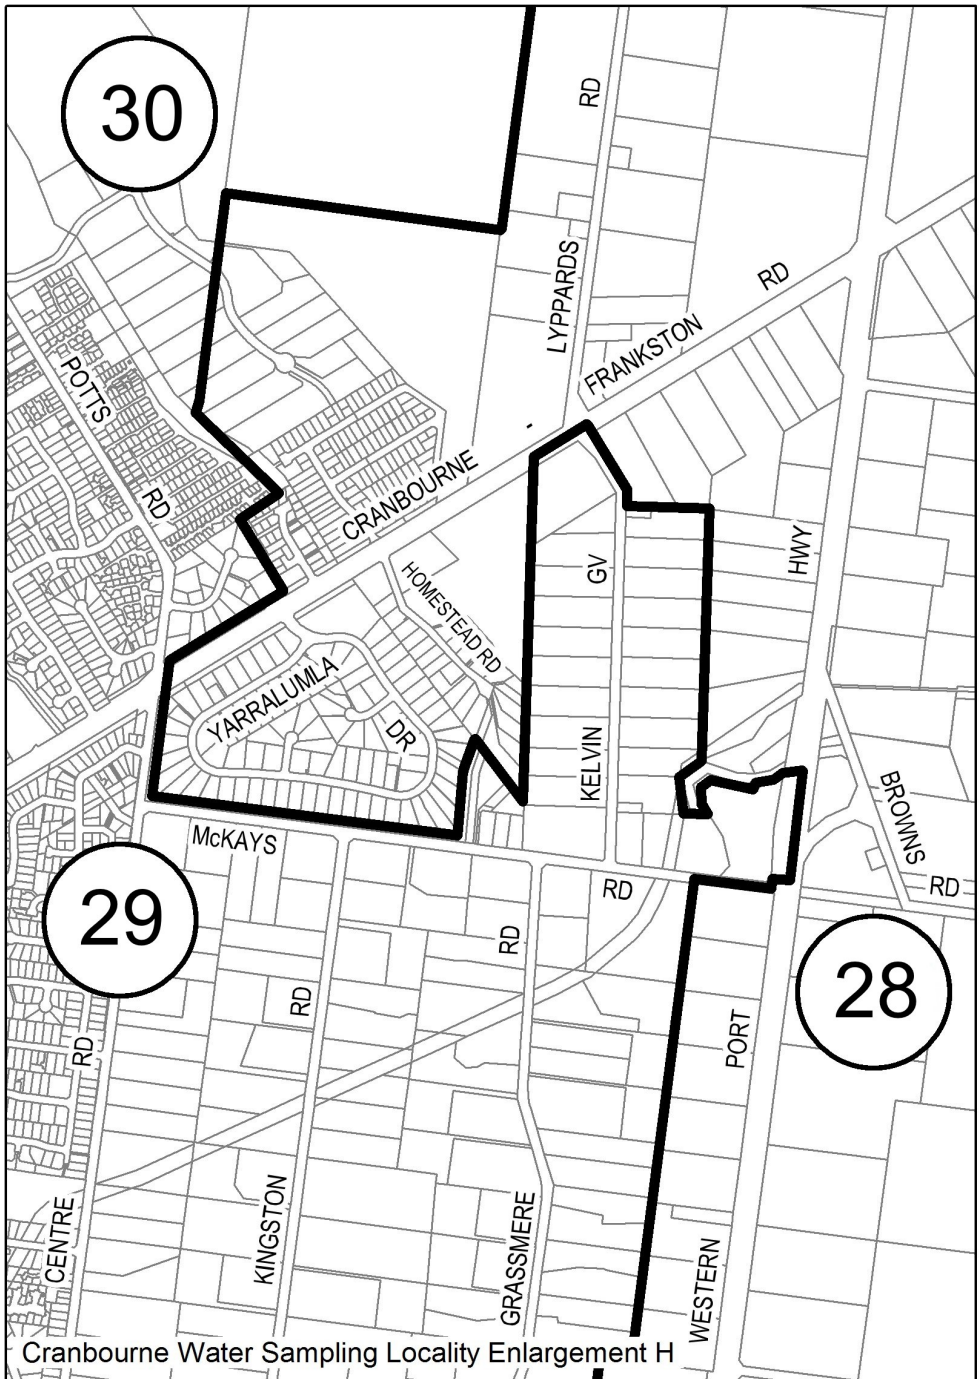 30
RD
LYPPARDS
RD
FRANKSTON
POTTS
RD
CRANBOURNE
HWY
GV
HOMESTEAD RD
YARRALUMLA
DR
KELVIN
BROWNS
McKAYS
RD
RD
29
RD
28
RD
PORT
RD
CENTRE
KINGSTON
GRASSMERE
WESTERN
Cranbourne Water Sampling Locality Enlargement H